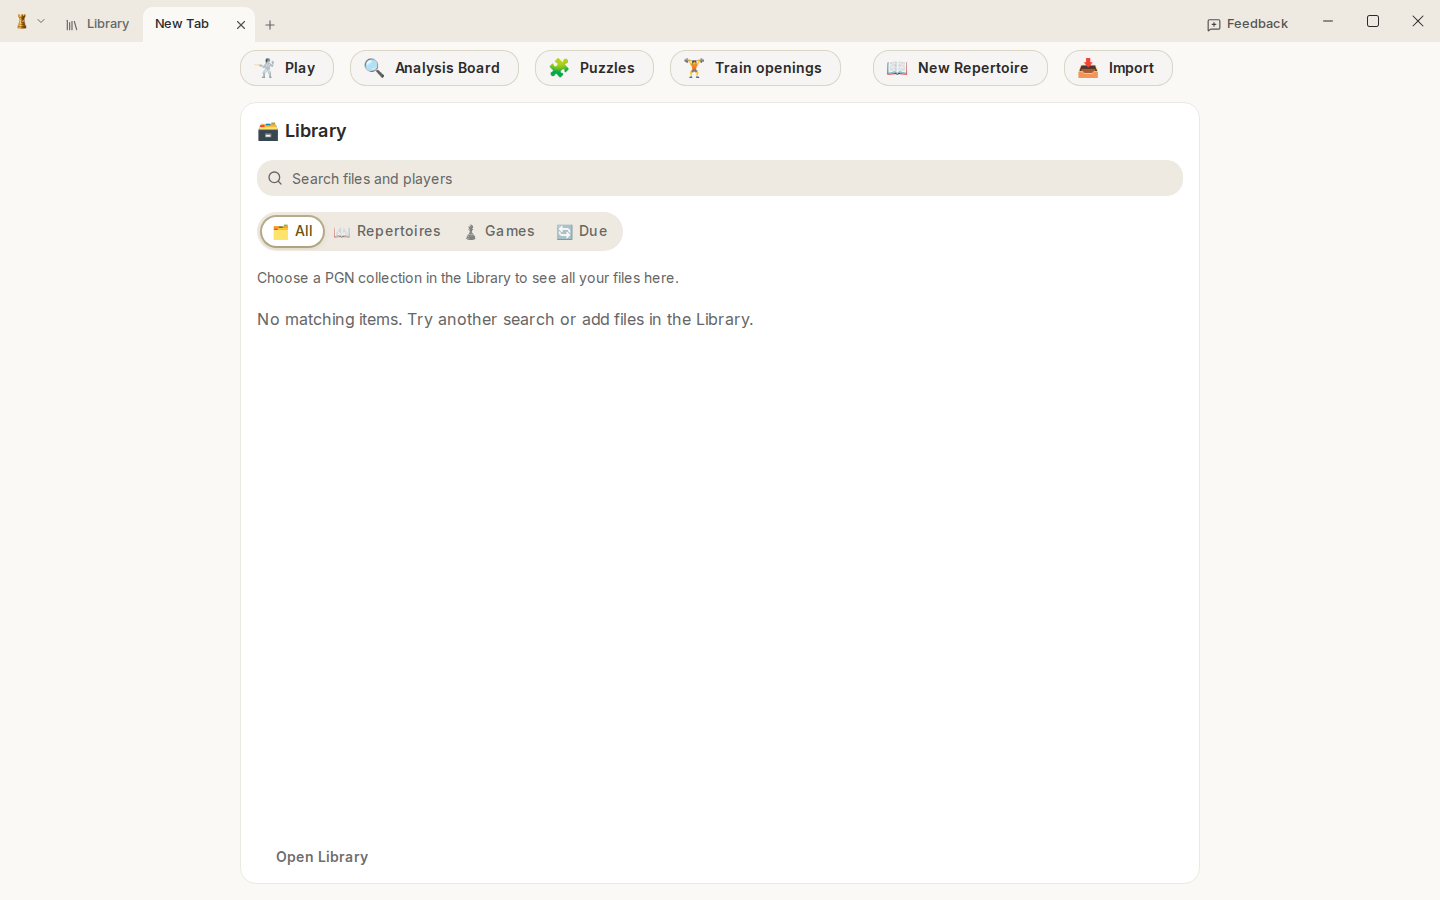 Library
New Tab
Feedback
Play
Analysis Board
Puzzles
Train openings
New Repertoire
Import
Library
Search files and players
All
Repertoires
Games
Due
Choose a PGN collection in the Library to see all your files here.
No matching items. Try another search or add files in the Library.
Open Library